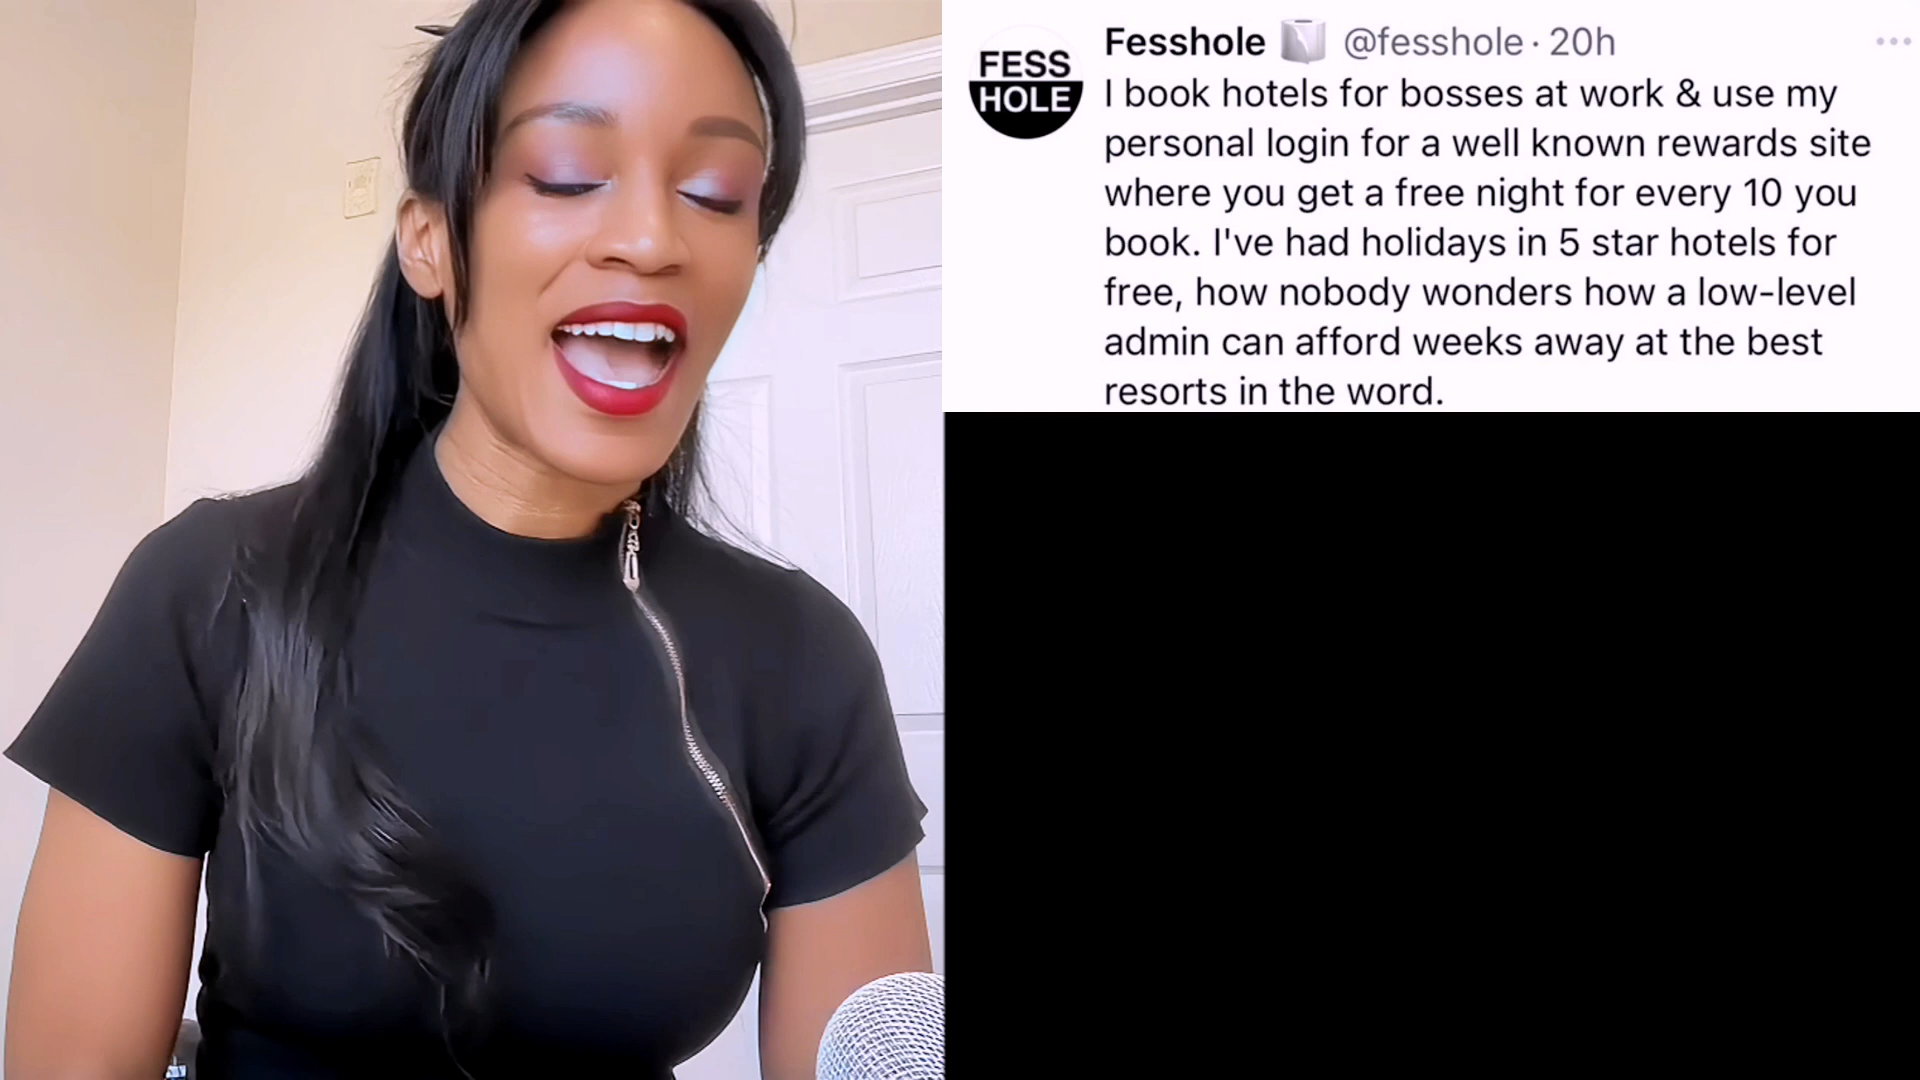 FESS
HOLE
Fesshole @fesshole · 20h
I book hotels for bosses at work & use my
personal login for a well known rewards site
where you get a free night for every 10 you
book. I've had holidays in 5 star hotels for
free, how nobody wonders how a low-level
admin can afford weeks away at the best
resorts in the word.